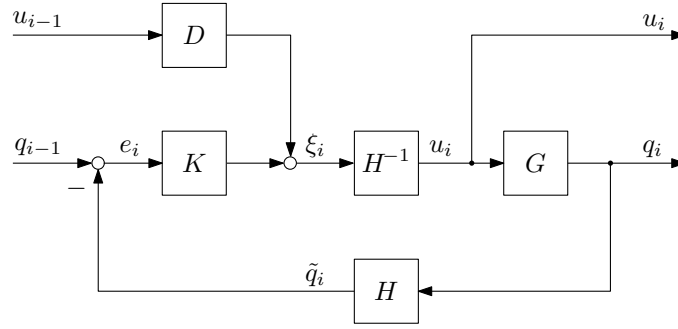 u_{i−1} D u_i
q_{i−1} e_i K ξ_i H^{−1} u_i G q_i
−
q̃_i H